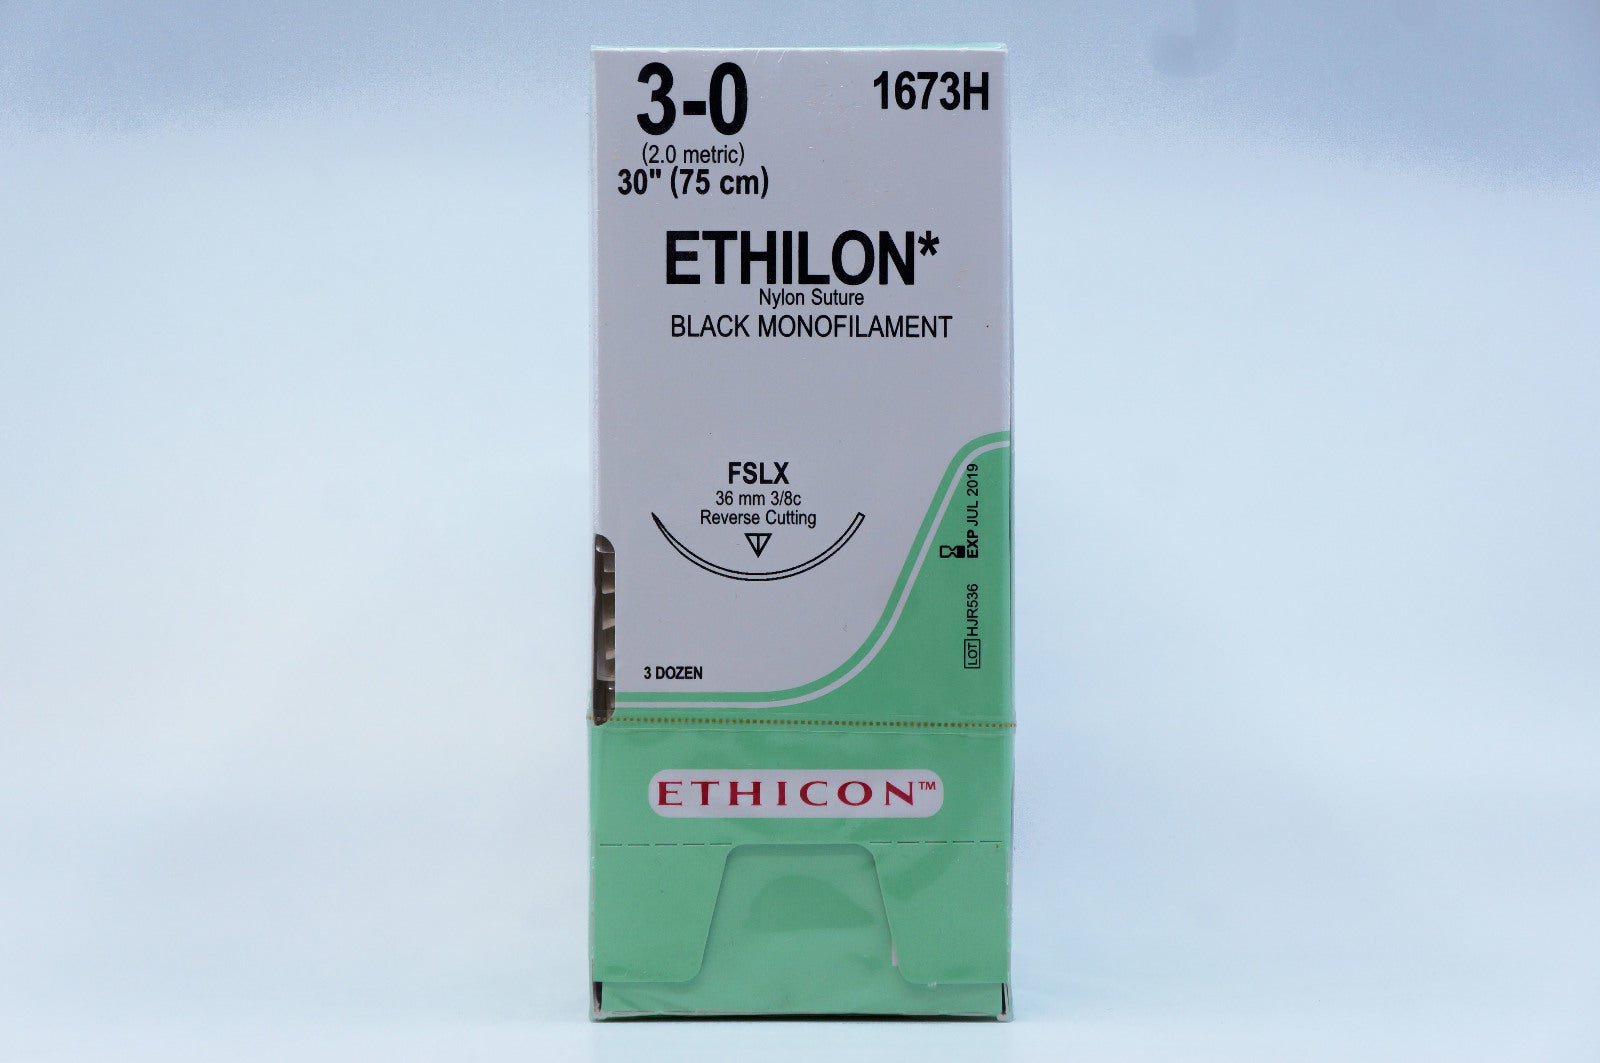 3-0
1673H
(2.0 metric)
30" (75 cm)
ETHILON*
Nylon Suture
BLACK MONOFILAMENT
FSLX
36 mm 3/8c
Reverse Cutting
EXP JUL 2019
LOT HJR536
3 DOZEN
ETHICON™